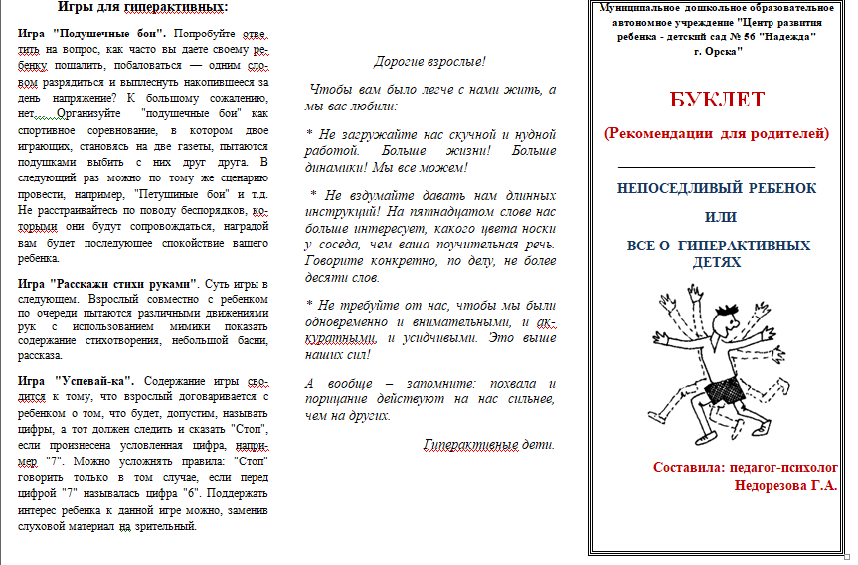 Игры для гиперактивных:
Игра "Подушечные бои". Попробуйте отве
тить на вопрос, как часто вы даете своему ре-
бенку пошалить, побаловаться — одним сло-
вом разрядиться и выплеснуть накопившееся за
день напряжение? К большому сожалению,
нет. Организуйте "подушечные бои" как
спортивное соревнование, в котором двое
играющих, становясь на две газеты, пытаются
подушками выбить с них друг друга. В
следующий раз можно по тому же сценарию
провести, например, "Петушиные бои" и т.д.
Не расстраивайтесь по поводу беспорядков, ко-
торыми они будут сопровождаться, наградой
вам будет последующее спокойствие вашего
ребенка.
Игра "Расскажи стихи руками". Суть игры в
следующем. Взрослый совместно с ребенком
по очереди пытаются различными движениями
рук с использованием мимики показать
содержание стихотворения, небольшой басни,
рассказа.
Игра "Успевай-ка". Содержание игры сво-
дится к тому, что взрослый договаривается с
ребенком о том, что будет, допустим, называть
цифры, а тот должен следить и сказать "Стоп",
если произнесена условленная цифра, напри-
мер "7". Можно усложнять правила: "Стоп"
говорить только в том случае, если перед
цифрой "7" называлась цифра "6". Поддержать
интерес ребенка к данной игре можно, заменив
слуховой материал на зрительный.
Дорогие взрослые!
Чтобы вам было легче с нами жить, а
мы вас любили:
* Не загружайте нас скучной и нудной
работой. Больше жизни! Больше
динамики! Мы все можем!
* Не вздумайте давать нам длинных
инструкций! На пятнадцатом слове нас
больше интересует, какого цвета носки
у соседа, чем ваша поучительная речь.
Говорите конкретно, по делу, не более
десяти слов.
* Не требуйте от нас, чтобы мы были
одновременно и внимательными, и ак-
куратными, и усидчивыми. Это выше
наших сил!
А вообще – запомните: похвала и
порицание действуют на нас сильнее,
чем на других.
Гиперактивные дети.
Муниципальное дошкольное образовательное
автономное учреждение "Центр развития
ребенка - детский сад № 56 "Надежда"
г. Орска"
БУКЛЕТ
(Рекомендации для родителей)
НЕПОСЕДЛИВЫЙ РЕБЕНОК
ИЛИ
ВСЕ О ГИПЕРАКТИВНЫХ
ДЕТЯХ
Составила: педагог-психолог
Недорезова Г.А.